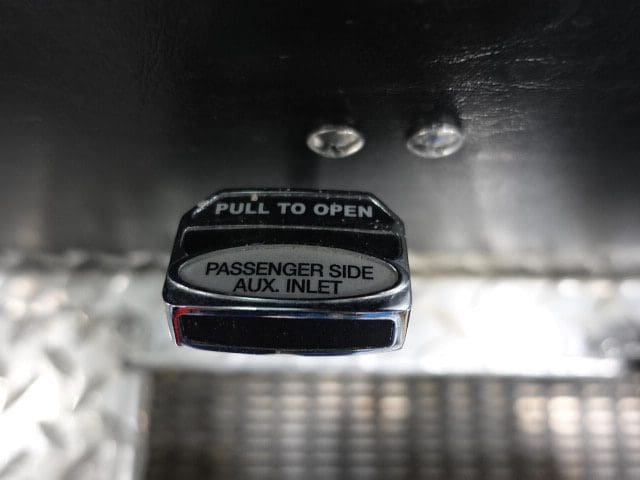 PULL TO OPEN
PASSENGER SIDE
AUX. INLET